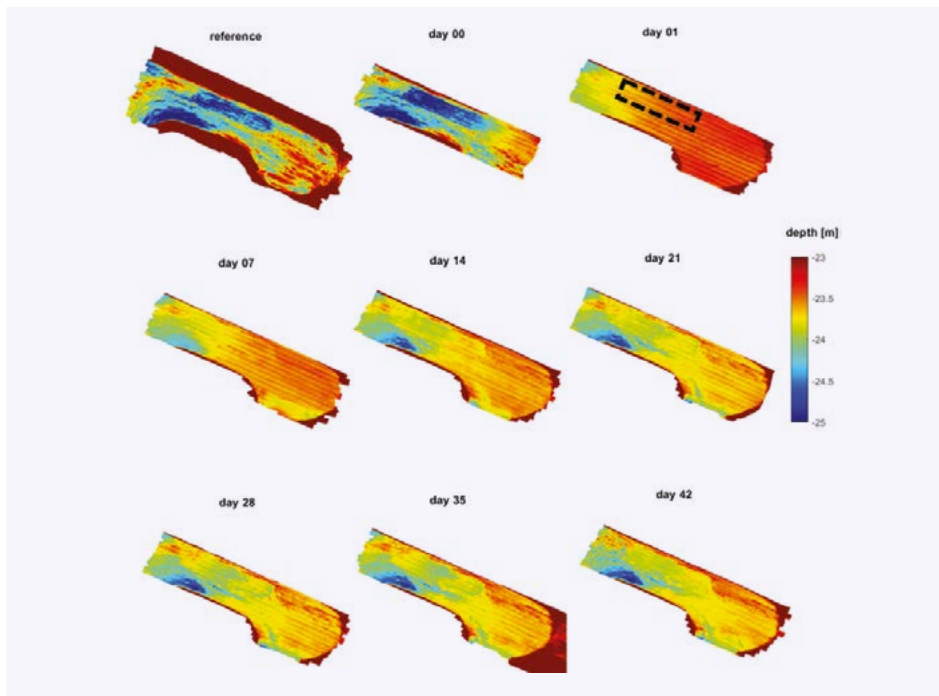 reference
day 00
day 01
day 07
day 14
day 21
depth [m]
-23
-23.5
-24
-24.5
-25
day 28
day 35
day 42